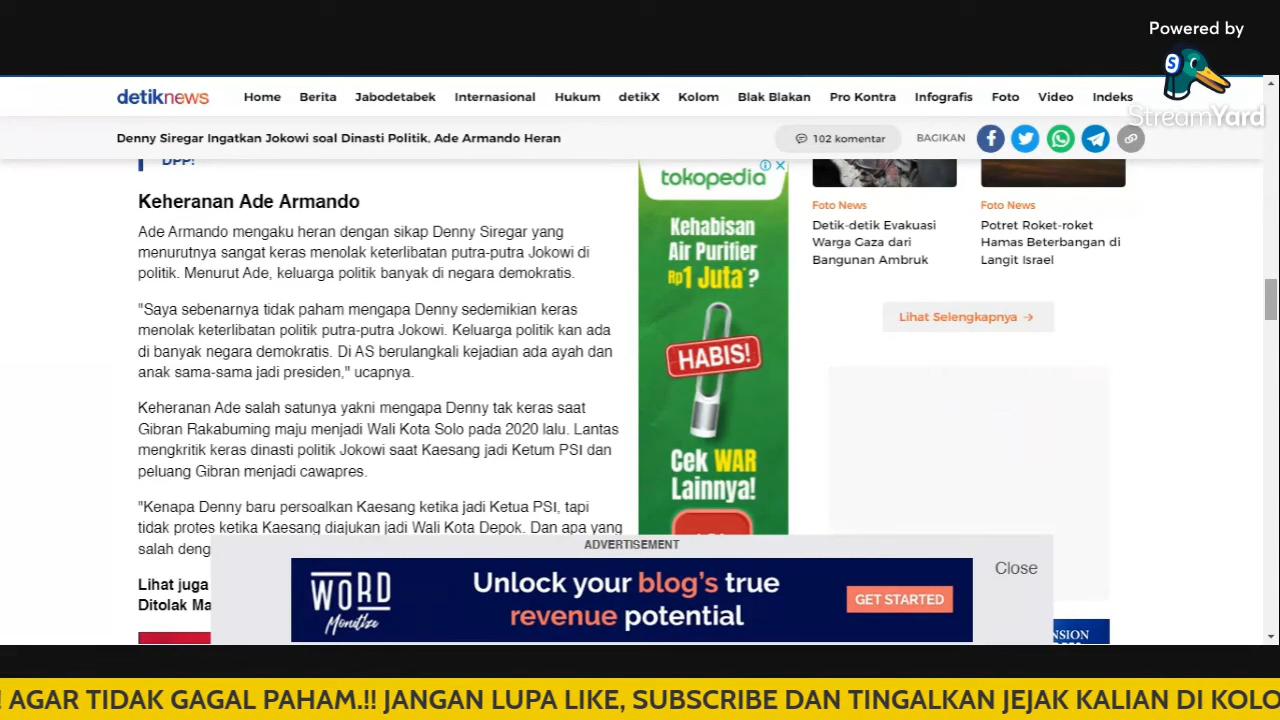 Powered by
StreamYard
detiknews
Home Berita Jabodetabek Internasional Hukum detikX Kolom Blak Blakan Pro Kontra Infografis Foto Video Indeks
Denny Siregar Ingatkan Jokowi soal Dinasti Politik, Ade Armando Heran
102 komentar
BAGIKAN
DPP!
Keheranan Ade Armando
Ade Armando mengaku heran dengan sikap Denny Siregar yang
menurutnya sangat keras menolak keterlibatan putra-putra Jokowi di
politik. Menurut Ade, keluarga politik banyak di negara demokratis.
"Saya sebenarnya tidak paham mengapa Denny sedemikian keras
menolak keterlibatan politik putra-putra Jokowi. Keluarga politik kan ada
di banyak negara demokratis. Di AS berulangkali kejadian ada ayah dan
anak sama-sama jadi presiden," ucapnya.
Keheranan Ade salah satunya yakni mengapa Denny tak keras saat
Gibran Rakabuming maju menjadi Wali Kota Solo pada 2020 lalu. Lantas
mengkritik keras dinasti politik Jokowi saat Kaesang jadi Ketum PSI dan
peluang Gibran menjadi cawapres.
"Kenapa Denny baru persoalkan Kaesang ketika jadi Ketua PSI, tapi
tidak protes ketika Kaesang diajukan jadi Wali Kota Depok. Dan apa yang
salah deng
Lihat juga
Ditolak Ma
tokopedia
Kehabisan
Air Purifier
Rp1 Juta*?
HABIS!
Cek WAR
Lainnya!
Foto News
Detik-detik Evakuasi
Warga Gaza dari
Bangunan Ambruk
Foto News
Potret Roket-roket
Hamas Beterbangan di
Langit Israel
Lihat Selengkapnya →
ADVERTISEMENT
Close
WORD
Monetize
Unlock your blog's true
revenue potential
GET STARTED
NSION
! AGAR TIDAK GAGAL PAHAM.!! JANGAN LUPA LIKE, SUBSCRIBE DAN TINGALKAN JEJAK KALIAN DI KOLO